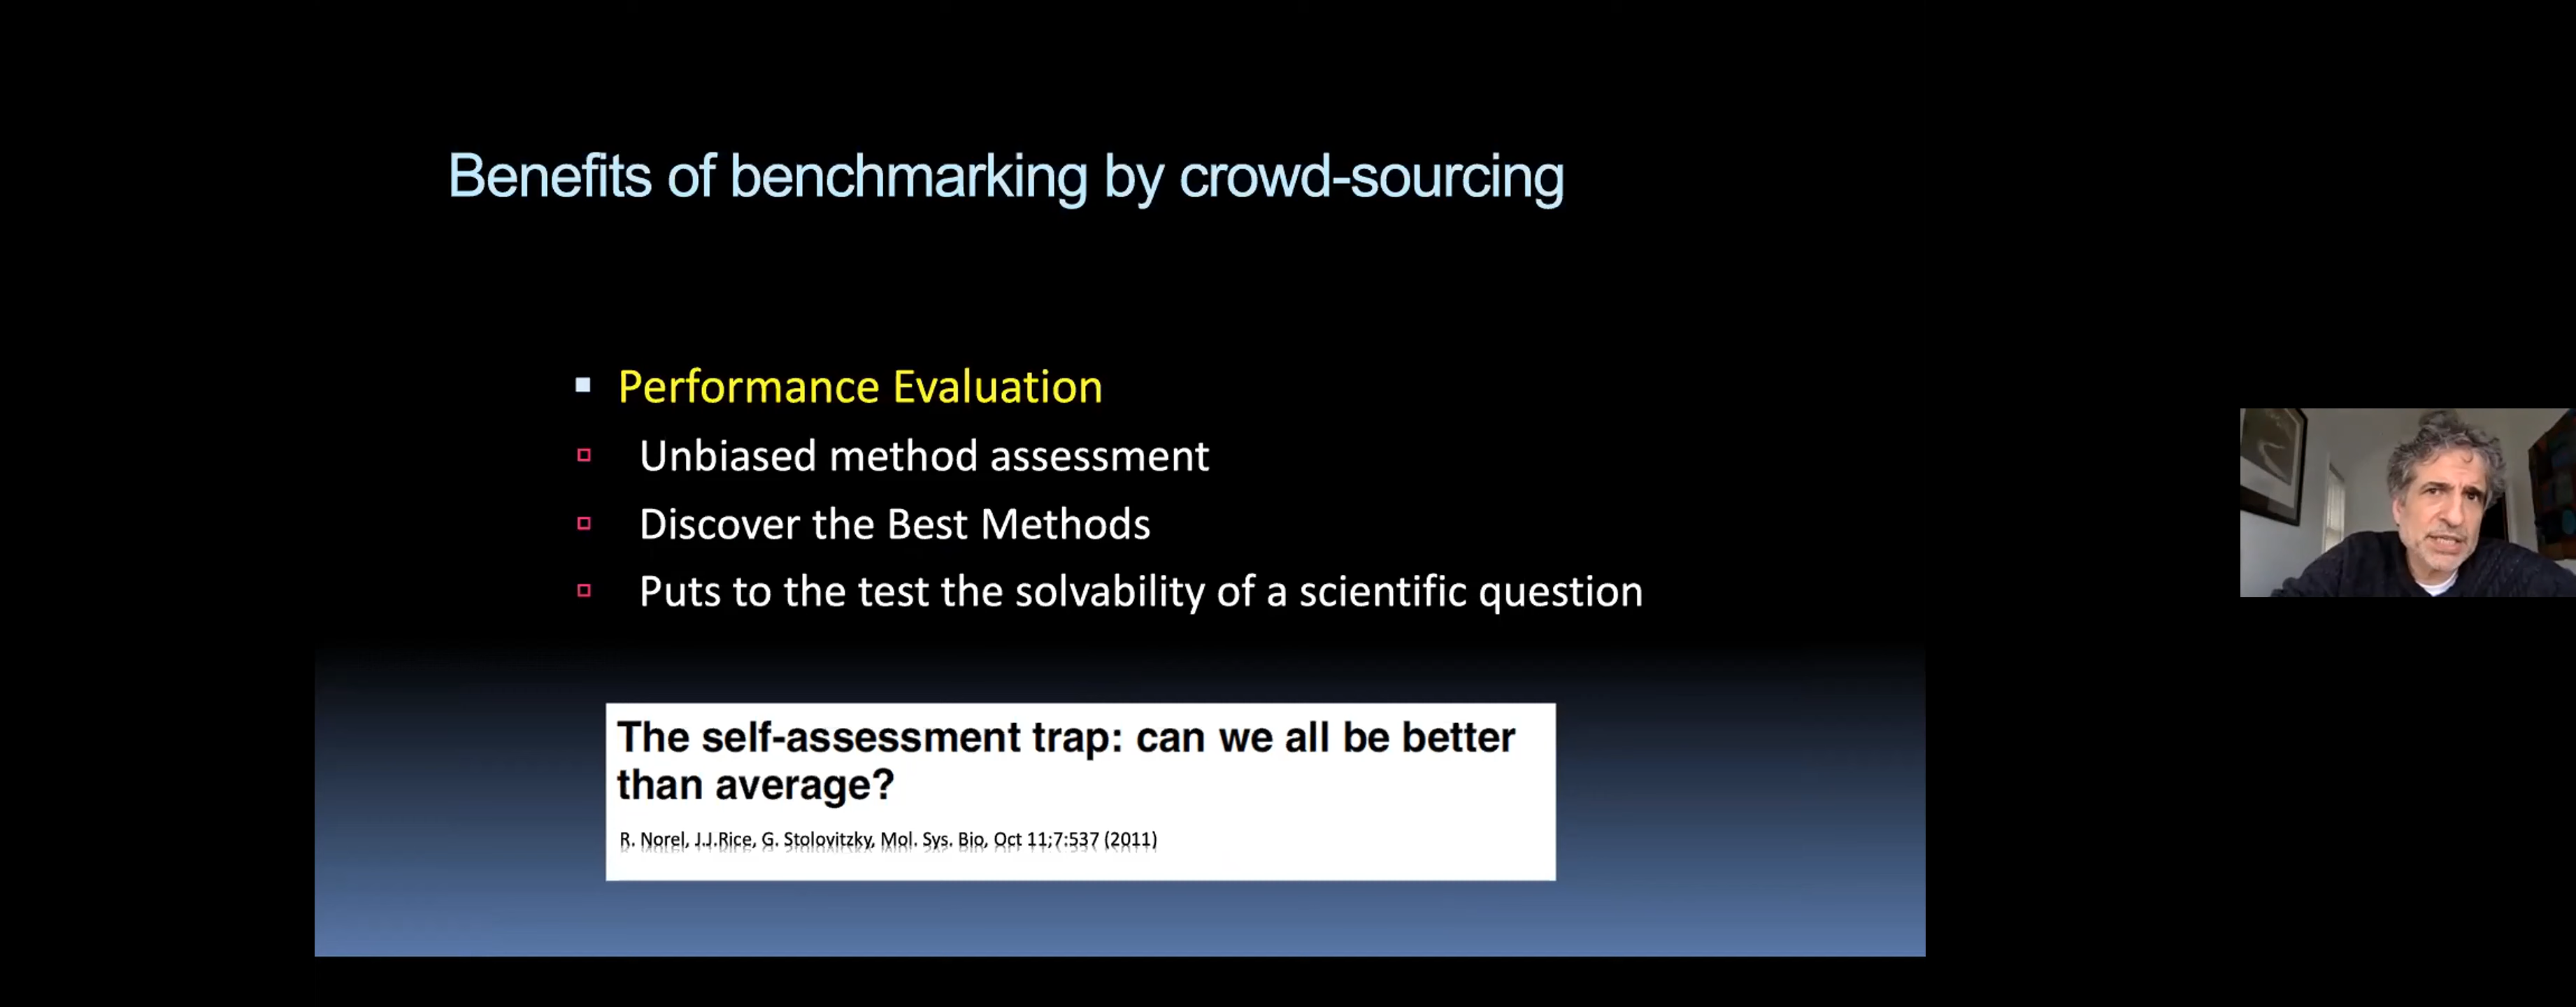 Benefits of benchmarking by crowd-sourcing
Performance Evaluation
Unbiased method assessment
Discover the Best Methods
Puts to the test the solvability of a scientific question
The self-assessment trap: can we all be better
than average?
R. Norel, J.J.Rice, G. Stolovitzky, Mol. Sys. Bio, Oct 11;7:537 (2011)